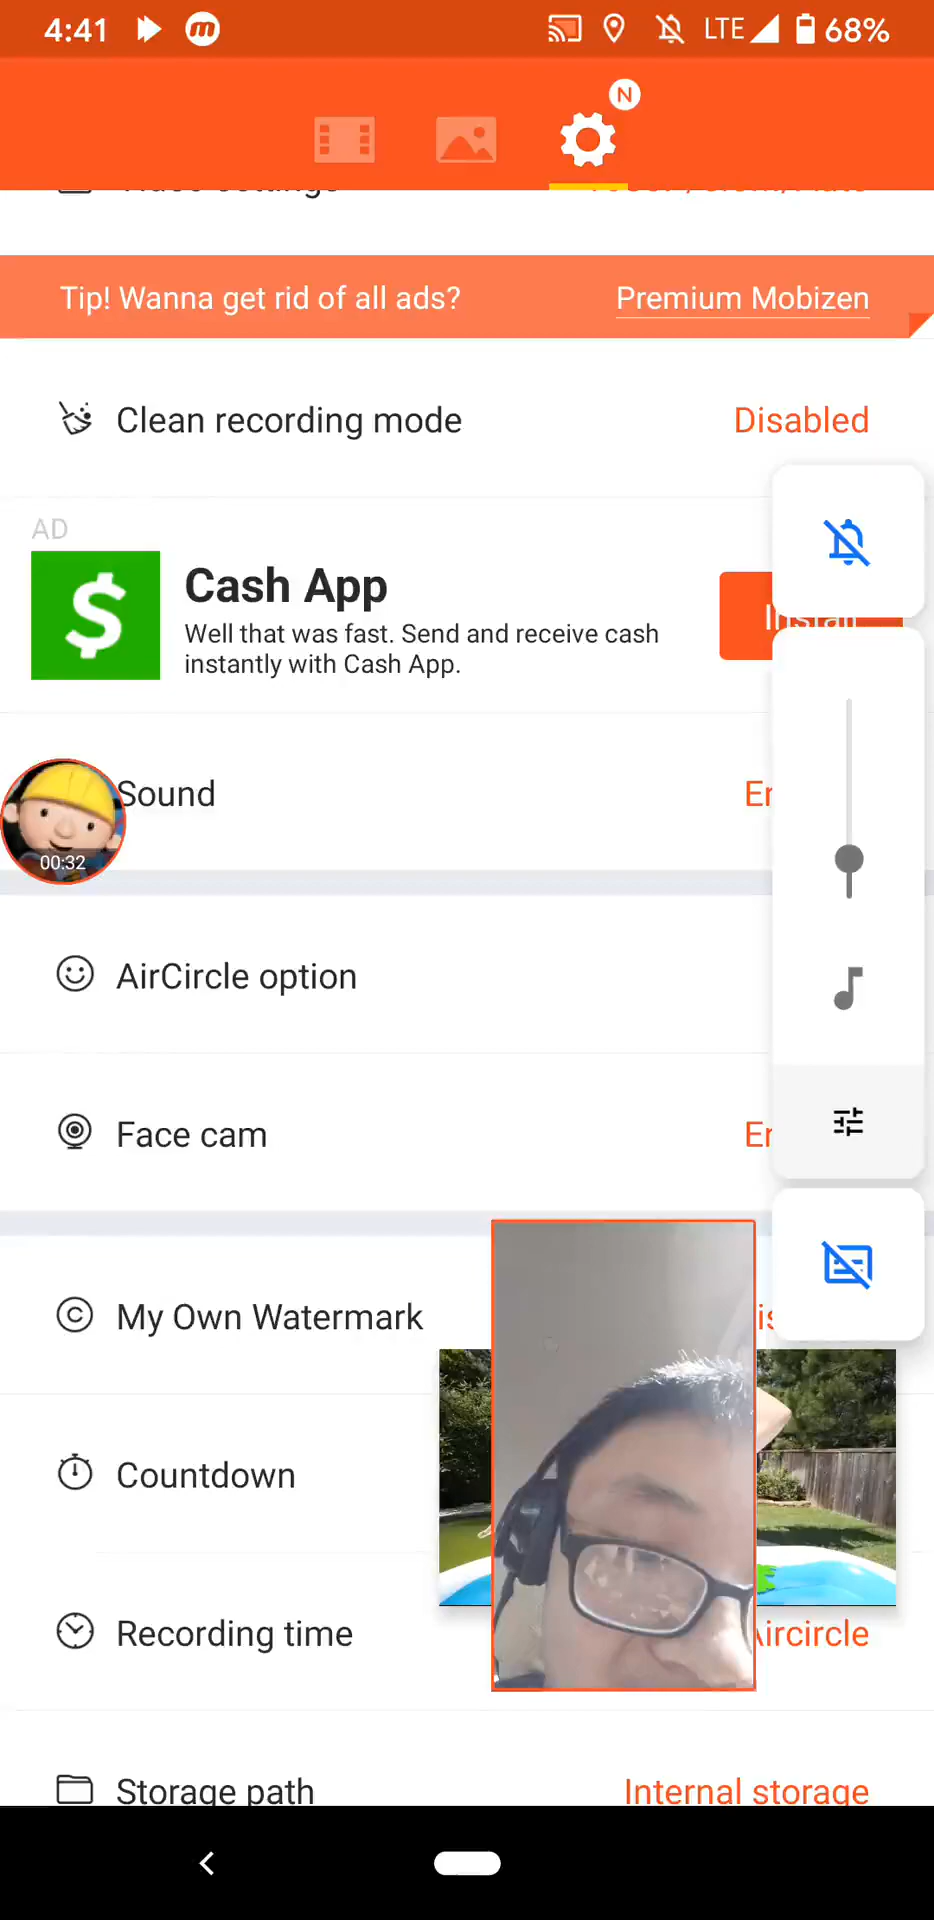 4:41
LTE
68%
N
Tip! Wanna get rid of all ads?
Premium Mobizen
Clean recording mode
Disabled
AD
Cash App
Well that was fast. Send and receive cash
instantly with Cash App.
Install
Sound
00:32
AirCircle option
Face cam
My Own Watermark
Countdown
Recording time
Aircircle
Storage path
Internal storage